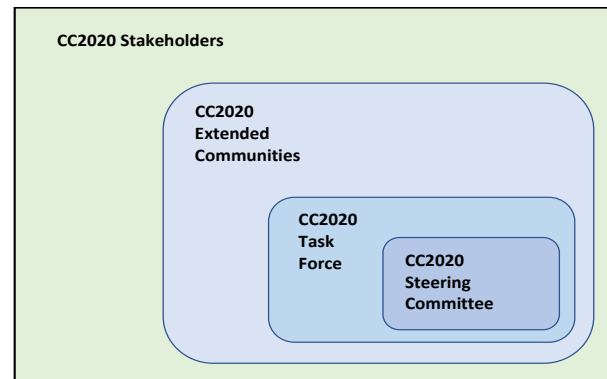 CC2020 Stakeholders
CC2020
Extended
Communities
CC2020
Task
Force
CC2020
Steering
Committee